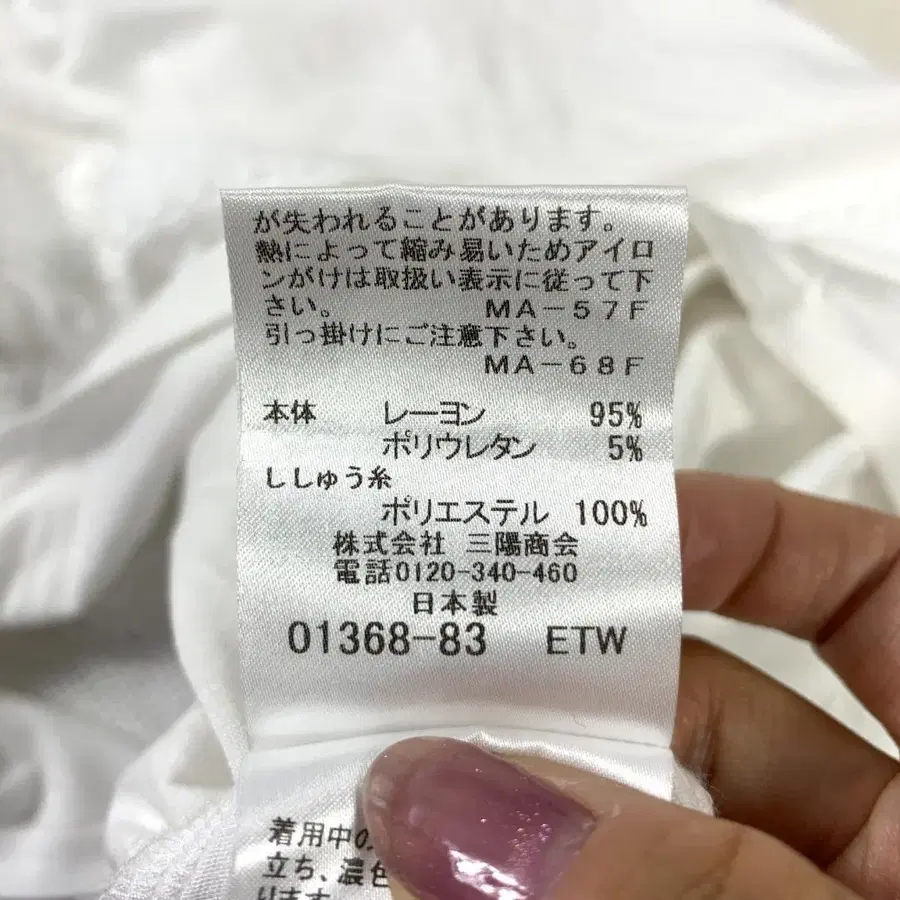 が失われることがあります。
熱によって縮み易いためアイロ
ンがけは取扱い表示に従って下
さい。 MA-57F
引っ掛けにご注意下さい。
MA-68F
本体 レーヨン 95%
ポリウレタン 5%
ししゅう糸
ポリエステル 100%
株式会社 三陽商会
電話0120-340-460
日本製
01368-83 ETW
着用中の
立ち、濃色
ります